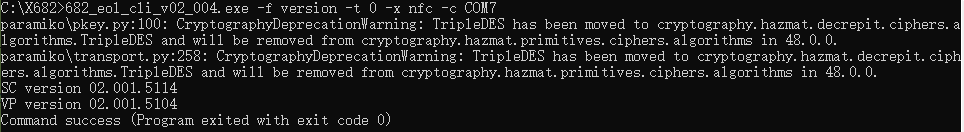 C:\X682>682_eol_cli_v02_004.exe -f version -t 0 -x nfc -c COM7
paramiko\pkey.py:100: CryptographyDeprecationWarning: TripleDES has been moved to cryptography.hazmat.decrepit.ciphers.a
lgorithms.TripleDES and will be removed from cryptography.hazmat.primitives.ciphers.algorithms in 48.0.0.
paramiko\transport.py:258: CryptographyDeprecationWarning: TripleDES has been moved to cryptography.hazmat.decrepit.ciph
ers.algorithms.TripleDES and will be removed from cryptography.hazmat.primitives.ciphers.algorithms in 48.0.0.
SC version 02.001.5114
VP version 02.001.5104
Command success (Program exited with exit code 0)